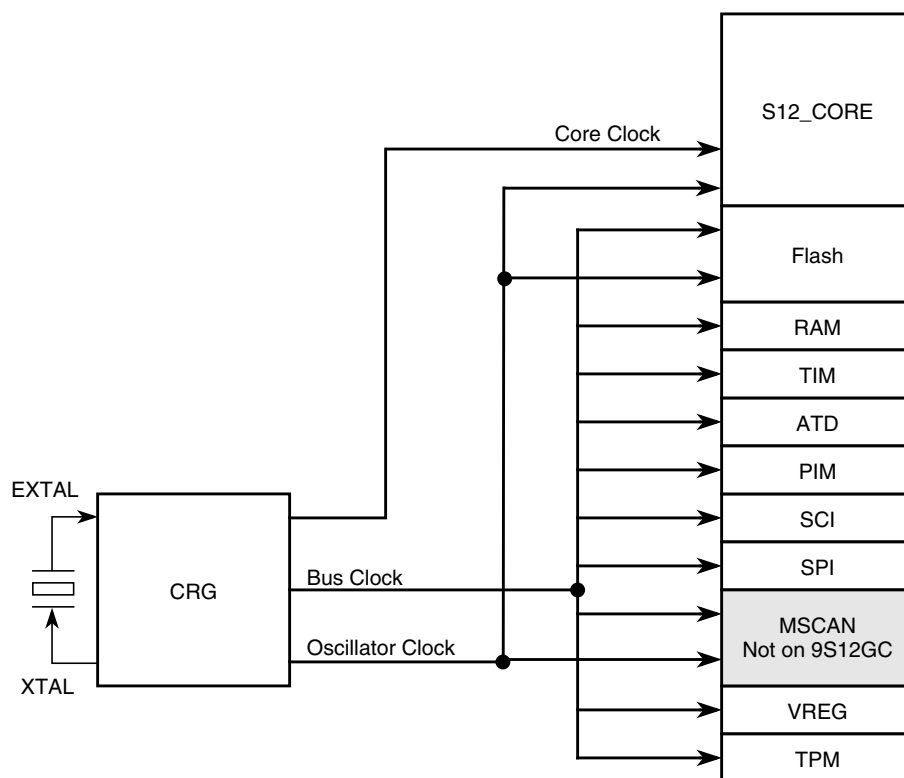 S12_CORE
Core Clock
Flash
RAM
TIM
ATD
PIM
EXTAL
SCI
SPI
Bus Clock
CRG
MSCAN
Not on 9S12GC
Oscillator Clock
XTAL
VREG
TPM